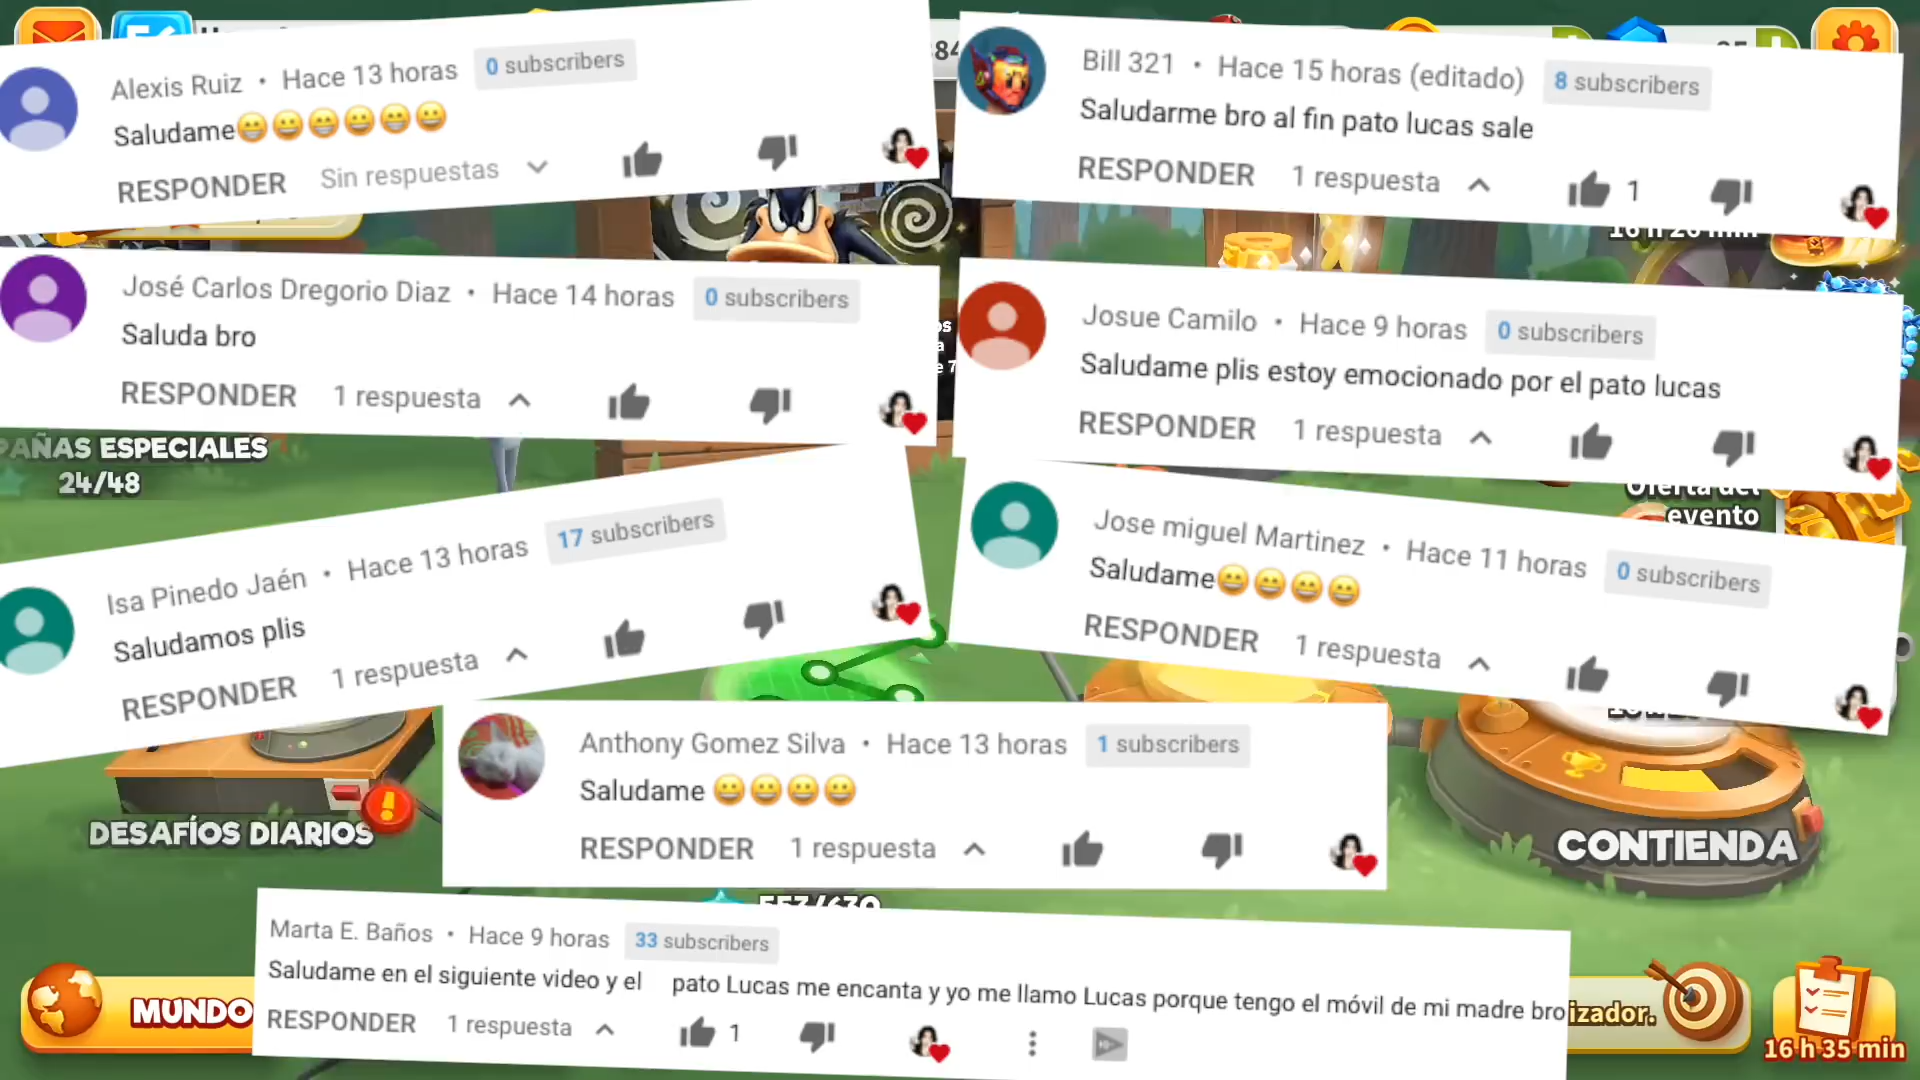 Alexis Ruiz • Hace 13 horas 0 subscribers
Saludame😀😀😀😀😀😀
RESPONDER Sin respuestas
Bill 321 • Hace 15 horas (editado) 8 subscribers
Saludarme bro al fin pato lucas sale
RESPONDER 1 respuesta 1
José Carlos Dregorio Diaz • Hace 14 horas 0 subscribers
Saluda bro
RESPONDER 1 respuesta
Josue Camilo • Hace 9 horas 0 subscribers
Saludame plis estoy emocionado por el pato lucas
RESPONDER 1 respuesta
PAÑAS ESPECIALES
24/48
Oferta del
evento
Isa Pinedo Jaén • Hace 13 horas 17 subscribers
Saludamos plis
RESPONDER 1 respuesta
Jose miguel Martinez • Hace 11 horas 0 subscribers
Saludame😀😀😀😀
RESPONDER 1 respuesta
Anthony Gomez Silva • Hace 13 horas 1 subscribers
Saludame 😀😀😀😀
RESPONDER 1 respuesta
DESAFÍOS DIARIOS
CONTIENDA
553/630
Marta E. Baños • Hace 9 horas 33 subscribers
Saludame en el siguiente video y el pato Lucas me encanta y yo me llamo Lucas porque tengo el móvil de mi madre bro
RESPONDER 1 respuesta 1
MUNDO
izador.
16 h 35 min